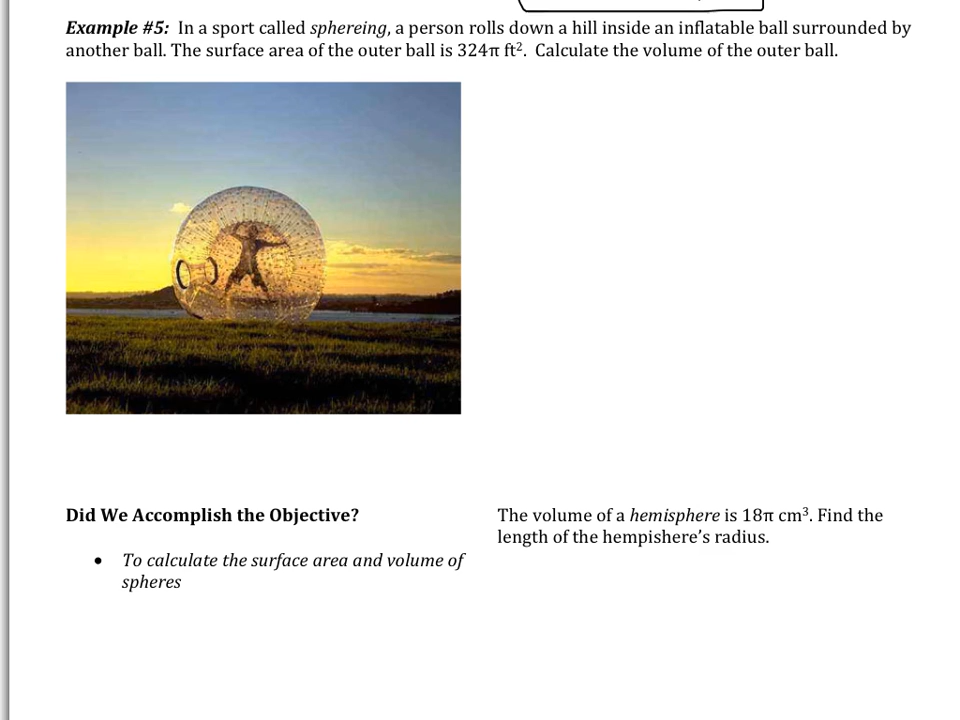 Example #5: In a sport called sphereing, a person rolls down a hill inside an inflatable ball surrounded by
another ball. The surface area of the outer ball is 324π ft². Calculate the volume of the outer ball.
Did We Accomplish the Objective?
• To calculate the surface area and volume of
spheres
The volume of a hemisphere is 18π cm³. Find the
length of the hempishere's radius.